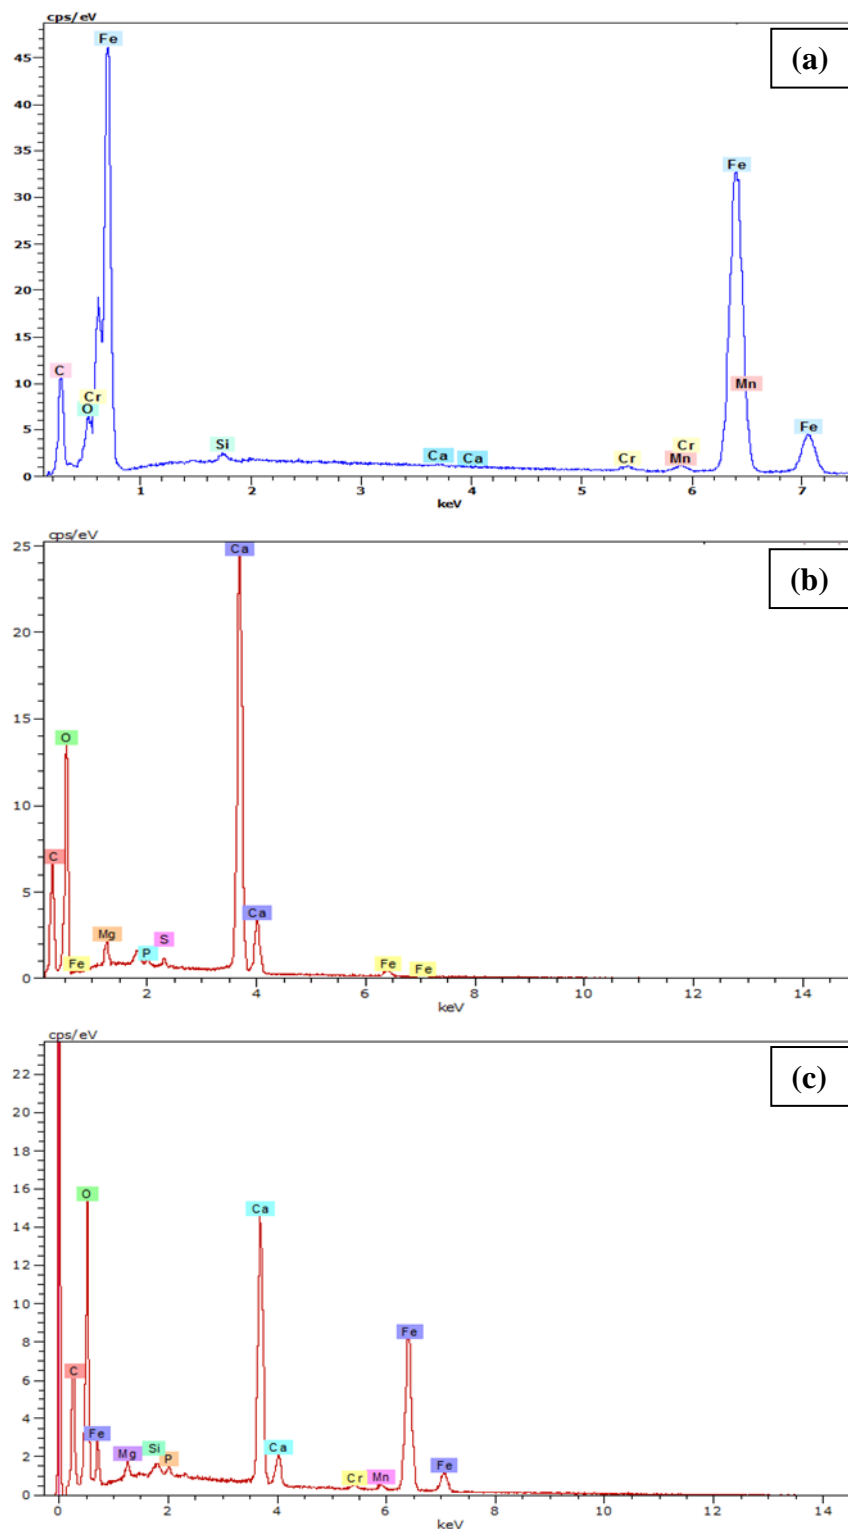 cps/eV
(a)
Fe
45
40
35
Fe
30
25
20
15
C
10
Cr
Mn
O
Fe
5
Si
Cr
Ca
Ca
Cr
Mn
0
1
2
3
4
5
6
7
keV
cps/eV
25
Ca
(b)
20
15
O
10
C
5
Ca
Mg
S
P
Fe
Fe
Fe
0
2
4
6
8
10
12
14
keV
cps/eV
(c)
22
20
18
16
O
Ca
14
12
10
Fe
8
C
6
4
Fe
Si
Ca
Mg
P
2
Fe
Cr
Mn
0
0
2
4
6
8
10
12
14
keV